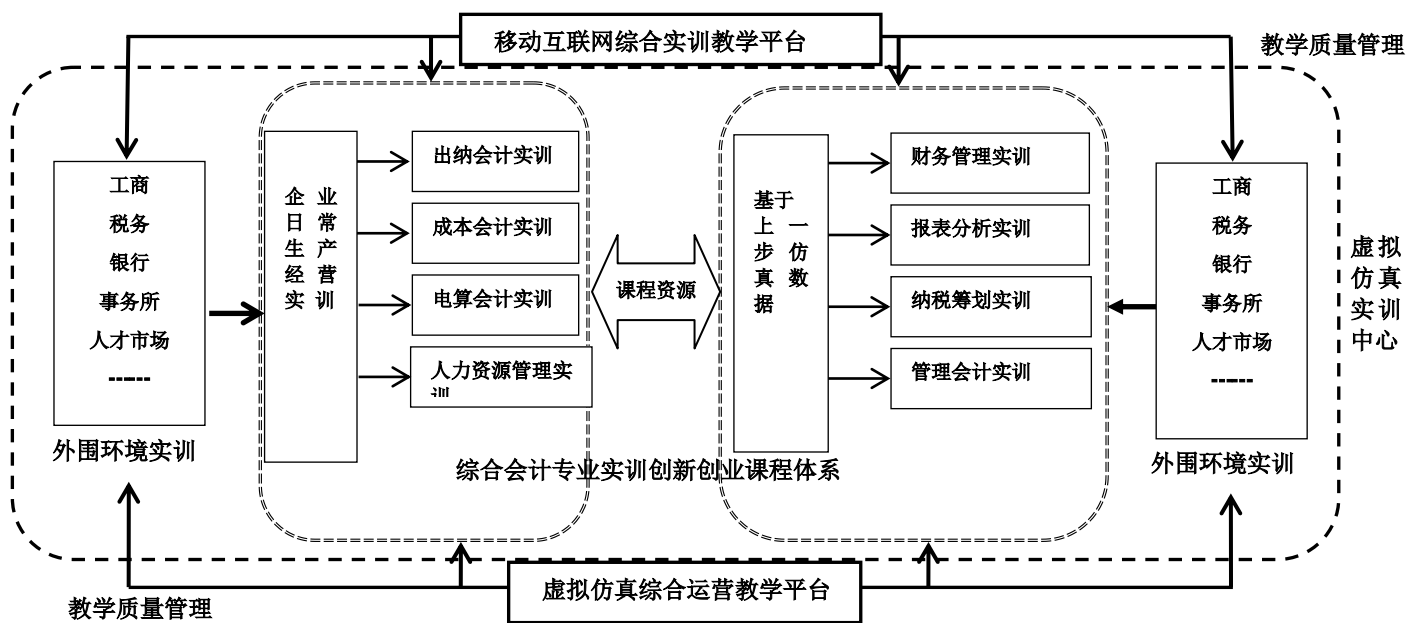 移动互联网综合实训教学平台
教学质量管理
工商
税务
银行
事务所
人才市场
------
外围环境实训
企 业
日 常
生 产
经 营
实 训
出纳会计实训
成本会计实训
电算会计实训
人力资源管理实
训
课程资源
基于
上 一
步 仿
真 数
据
财务管理实训
报表分析实训
纳税筹划实训
管理会计实训
工商
税务
银行
事务所
人才市场
------
外围环境实训
虚拟
仿真
实训
中心
综合会计专业实训创新创业课程体系
虚拟仿真综合运营教学平台
教学质量管理